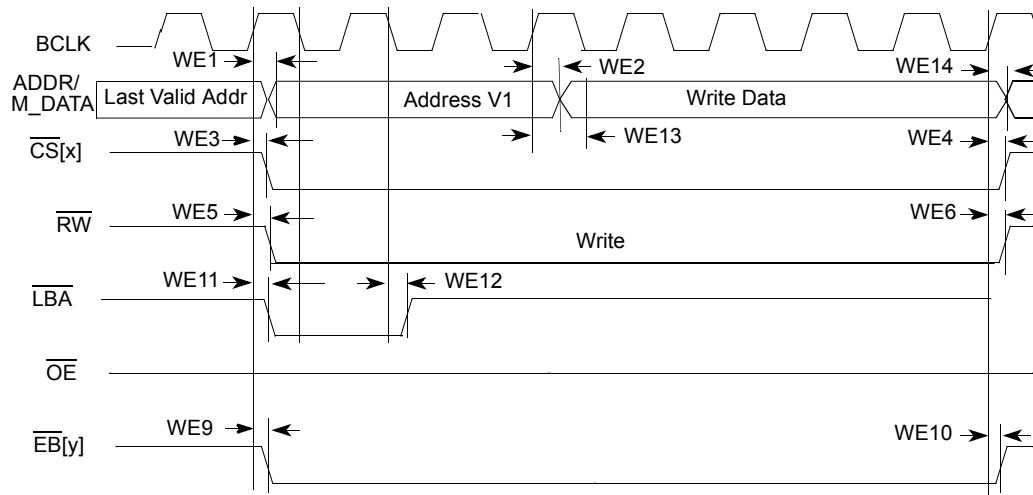 BCLK
WE1
WE2
WE14
ADDR/
M_DATA
Last Valid Addr
Address V1
Write Data
WE3
WE13
WE4
CS[x]
WE5
WE6
RW
Write
WE11
WE12
LBA
OE
WE9
WE10
EB[y]